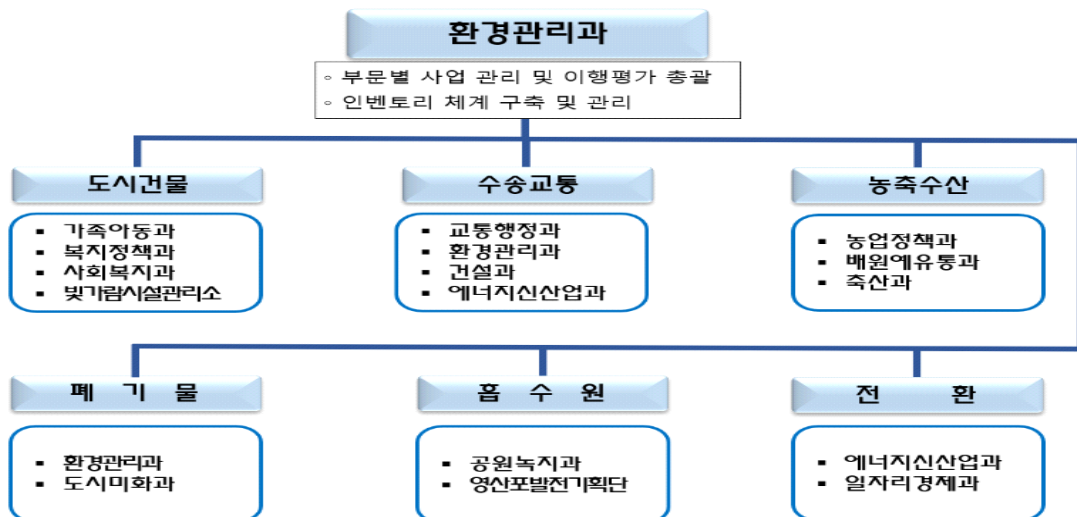 환경관리과
◦ 부문별 사업 관리 및 이행평가 총괄
◦ 인벤토리 체계 구축 및 관리
도시건물
수송교통
농축수산
▪ 가족아동과
▪ 복지정책과
▪ 사회복지과
▪ 빛가람시설관리소
▪ 교통행정과
▪ 환경관리과
▪ 건설과
▪ 에너지신산업과
▪ 농업정책과
▪ 배원예유통과
▪ 축산과
폐 기 물
흡 수 원
전 환
▪ 환경관리과
▪ 도시미화과
▪ 공원녹지과
▪ 영산포발전기획단
▪ 에너지신산업과
▪ 일자리경제과